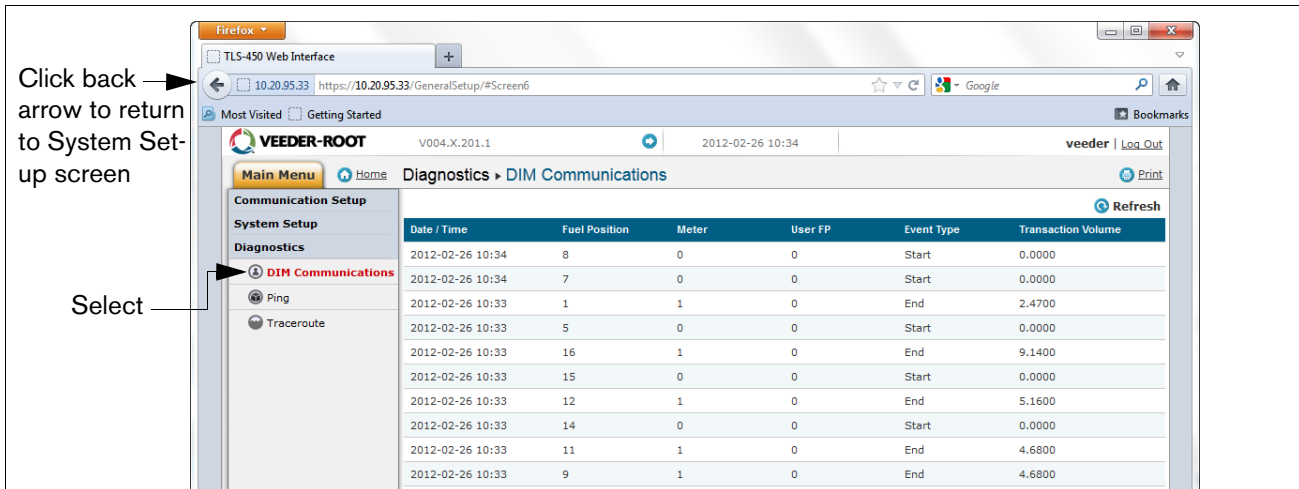 Click back
arrow to return
to System Set-
up screen
Select
Firefox
TLS-450 Web Interface
10.20.95.33 https://10.20.95.33/GeneralSetup/#Screen6
Google
Most Visited Getting Started
Bookmarks
VEEDER-ROOT V004.X.201.1 2012-02-26 10:34 veeder | Log Out
Main Menu Home Diagnostics ▸ DIM Communications Print
Communication Setup
System Setup
Diagnostics
DIM Communications
Ping
Traceroute
Refresh
Date / Time Fuel Position Meter User FP Event Type Transaction Volume
2012-02-26 10:34 8 0 0 Start 0.0000
2012-02-26 10:34 7 0 0 Start 0.0000
2012-02-26 10:33 1 1 0 End 2.4700
2012-02-26 10:33 5 0 0 Start 0.0000
2012-02-26 10:33 16 1 0 End 9.1400
2012-02-26 10:33 15 0 0 Start 0.0000
2012-02-26 10:33 12 1 0 End 5.1600
2012-02-26 10:33 14 0 0 Start 0.0000
2012-02-26 10:33 11 1 0 End 4.6800
2012-02-26 10:33 9 1 0 End 4.6800